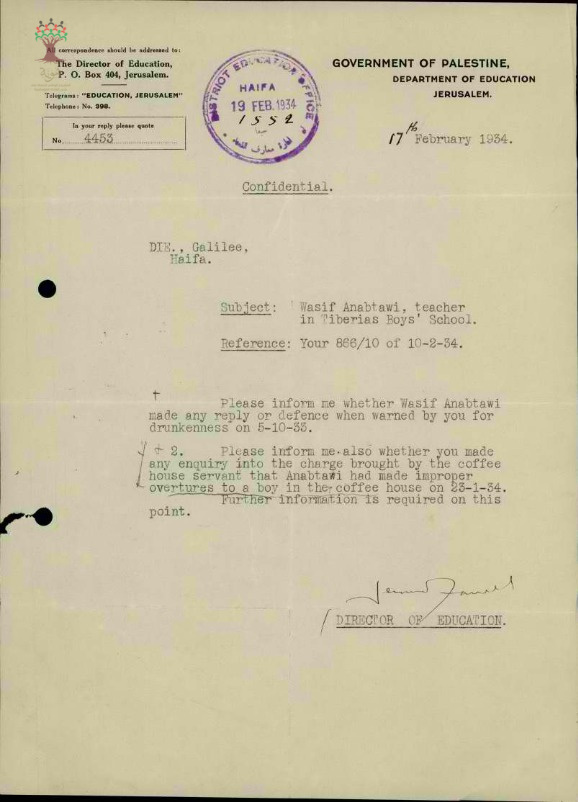 All correspondence should be addressed to:
The Director of Education,
P. O. Box 404, Jerusalem.
Telegrams: "EDUCATION, JERUSALEM"
Telephone: No. 298.
In your reply please quote
No. 4453
DISTRICT EDUCATION OFFICE
HAIFA
19 FEB. 1934
1552
حيفا
GOVERNMENT OF PALESTINE,
DEPARTMENT OF EDUCATION
JERUSALEM.
17th February 1934.
Confidential.
DIE., Galilee,
Haifa.
Subject: Wasif Anabtawi, teacher
in Tiberias Boys' School.
Reference: Your 866/10 of 10-2-34.
Please inform me whether Wasif Anabtawi
made any reply or defence when warned by you for
drunkenness on 5-10-33.
2. Please inform me also whether you made
any enquiry into the charge brought by the coffee
house servant that Anabtawi had made improper
overtures to a boy in the coffee house on 23-1-34.
Further information is required on this
point.
DIRECTOR OF EDUCATION.